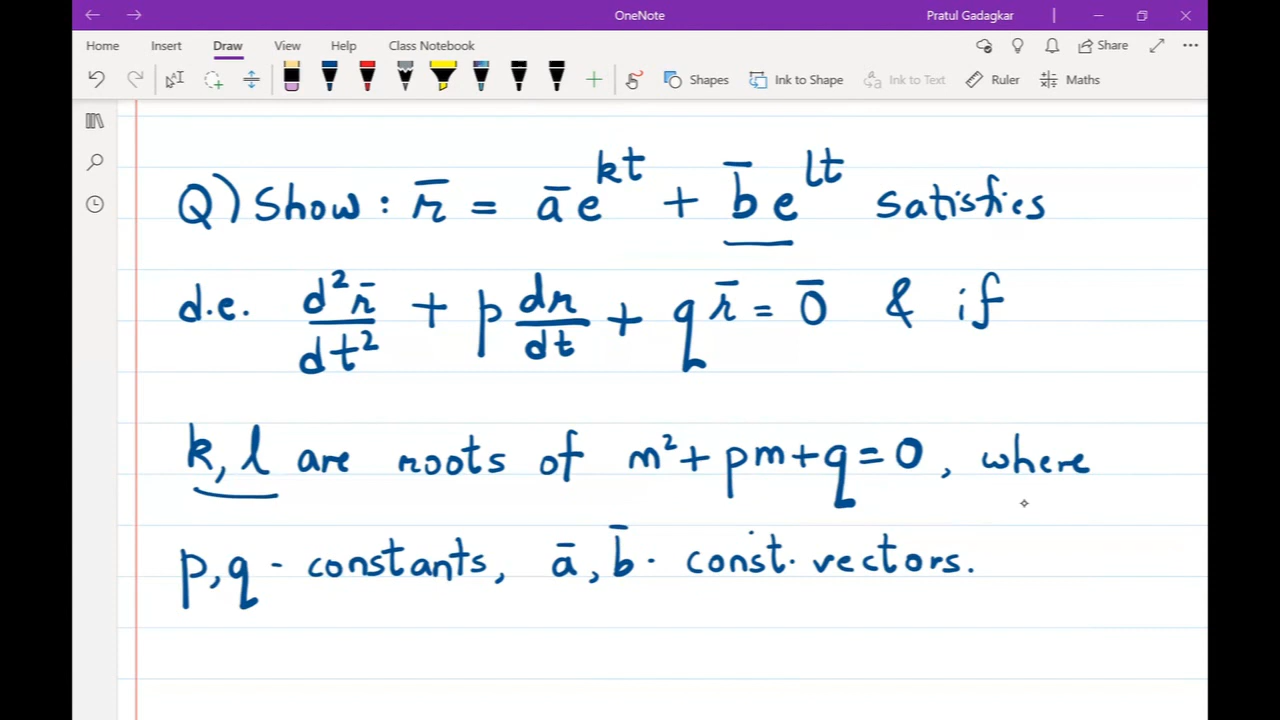 OneNote
Pratul Gadagkar
Home Insert Draw View Help Class Notebook
Share
Shapes Ink to Shape Ink to Text Ruler Maths
Q) Show : r̄ = āe^{kt} + b̄e^{lt} satisfies
d.e. d²r̄/dt² + p dr/dt + q r̄ = 0̄ & if
k, l are roots of m² + pm + q = 0, where
p, q - constants, ā, b̄ · const. vectors.